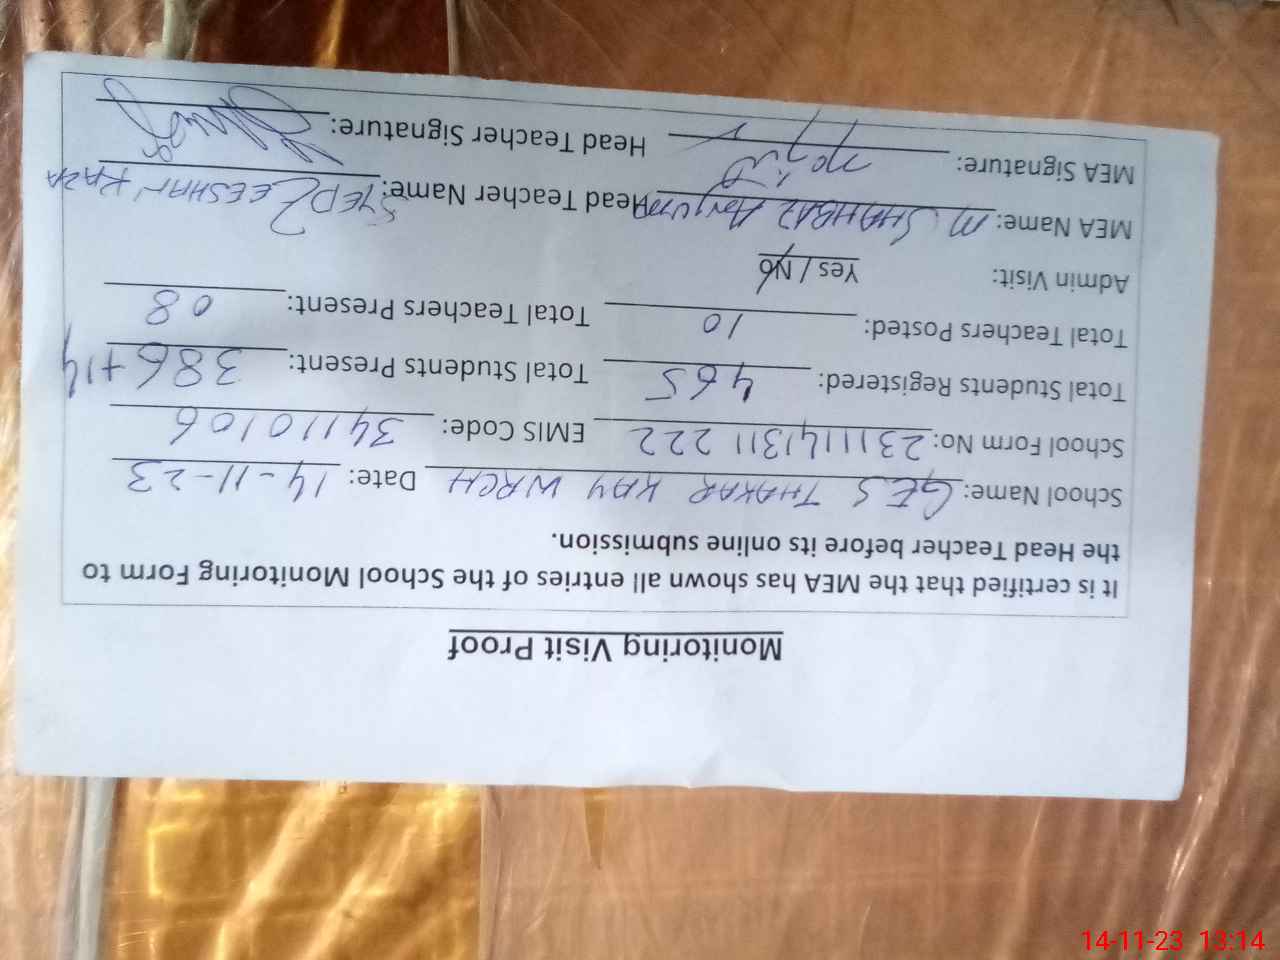 Monitoring Visit Proof
It is certified that the MEA has shown all entries of the School Monitoring Form to
the Head Teacher before its online submission.
School Name: GES THAKAR KAY WRCH Date: 14-11-23
School Form No: 231114131 1 222 EMIS Code: 34110106
Total Students Registered: 465 Total Students Present: 386+14
Total Teachers Posted: 10 Total Teachers Present: 08
Admin Visit: Yes / No
MEA Name: M SHAHBAZ Anjum Head Teacher Name: SYED ZEESHAN RAZA
MEA Signature: Head Teacher Signature:
14-11-23 13:14